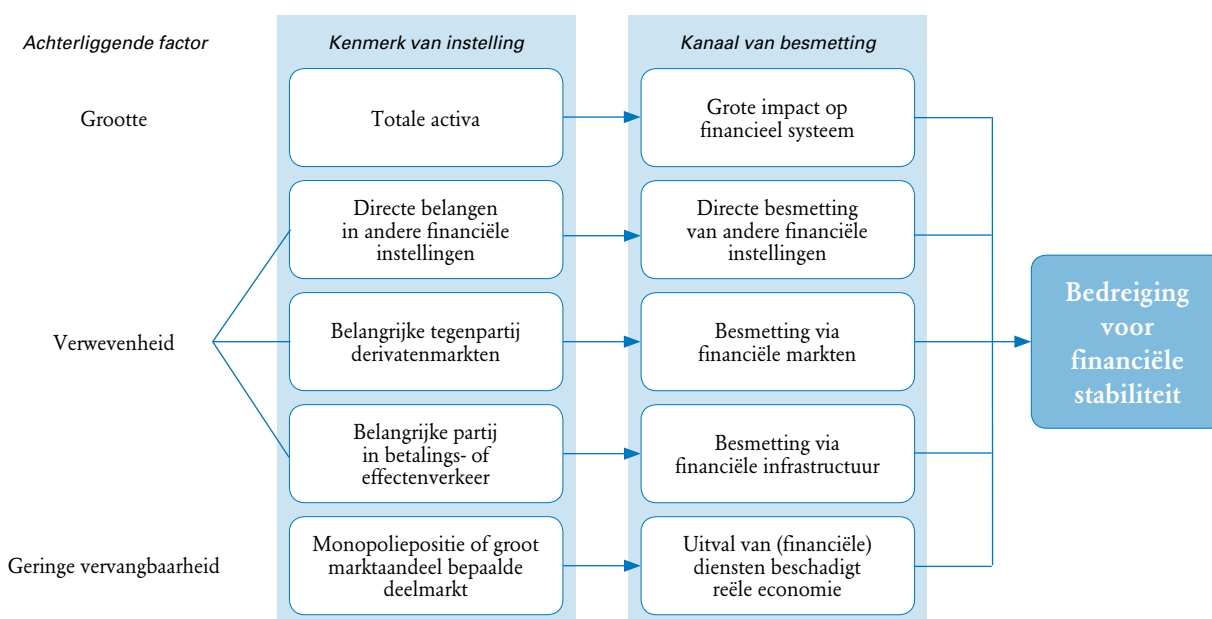 Achterliggende factor
Kenmerk van instelling
Kanaal van besmetting
Grootte
Totale activa
Grote impact op
financieel systeem
Verwevenheid
Directe belangen
in andere financiële
instellingen
Directe besmetting
van andere financiële
instellingen
Belangrijke tegenpartij
derivatenmarkten
Besmetting via
financiële markten
Belangrijke partij
in betalings- of
effectenverkeer
Besmetting via
financiële infrastructuur
Geringe vervangbaarheid
Monopoliepositie of groot
marktaandeel bepaalde
deelmarkt
Uitval van (financiële)
diensten beschadigt
reële economie
Bedreiging
voor
financiële
stabiliteit